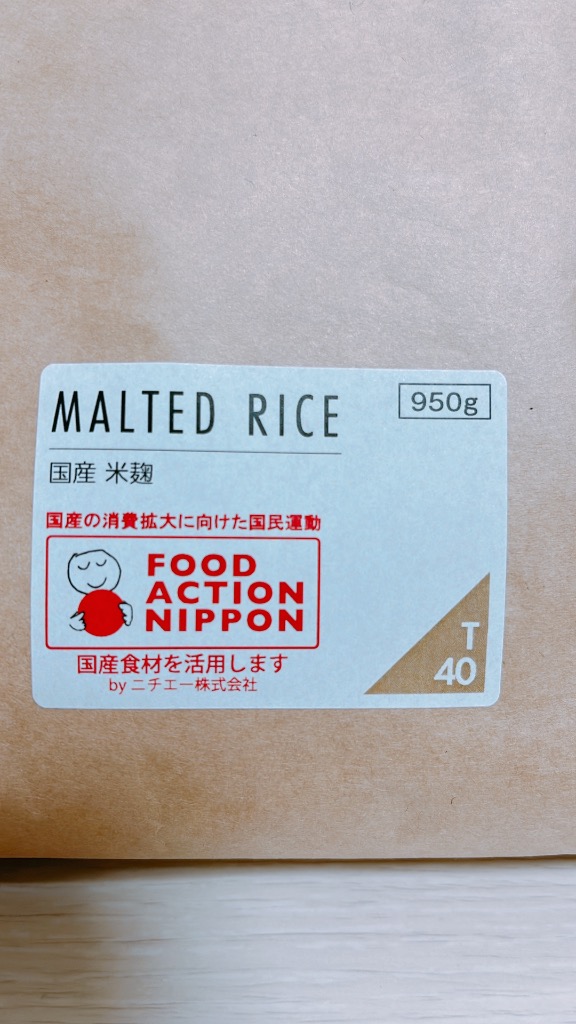 MALTED RICE
950g
国産 米麹
国産の消費拡大に向けた国民運動
FOOD
ACTION
NIPPON
国産食材を活用します
by ニチエー株式会社
T
40